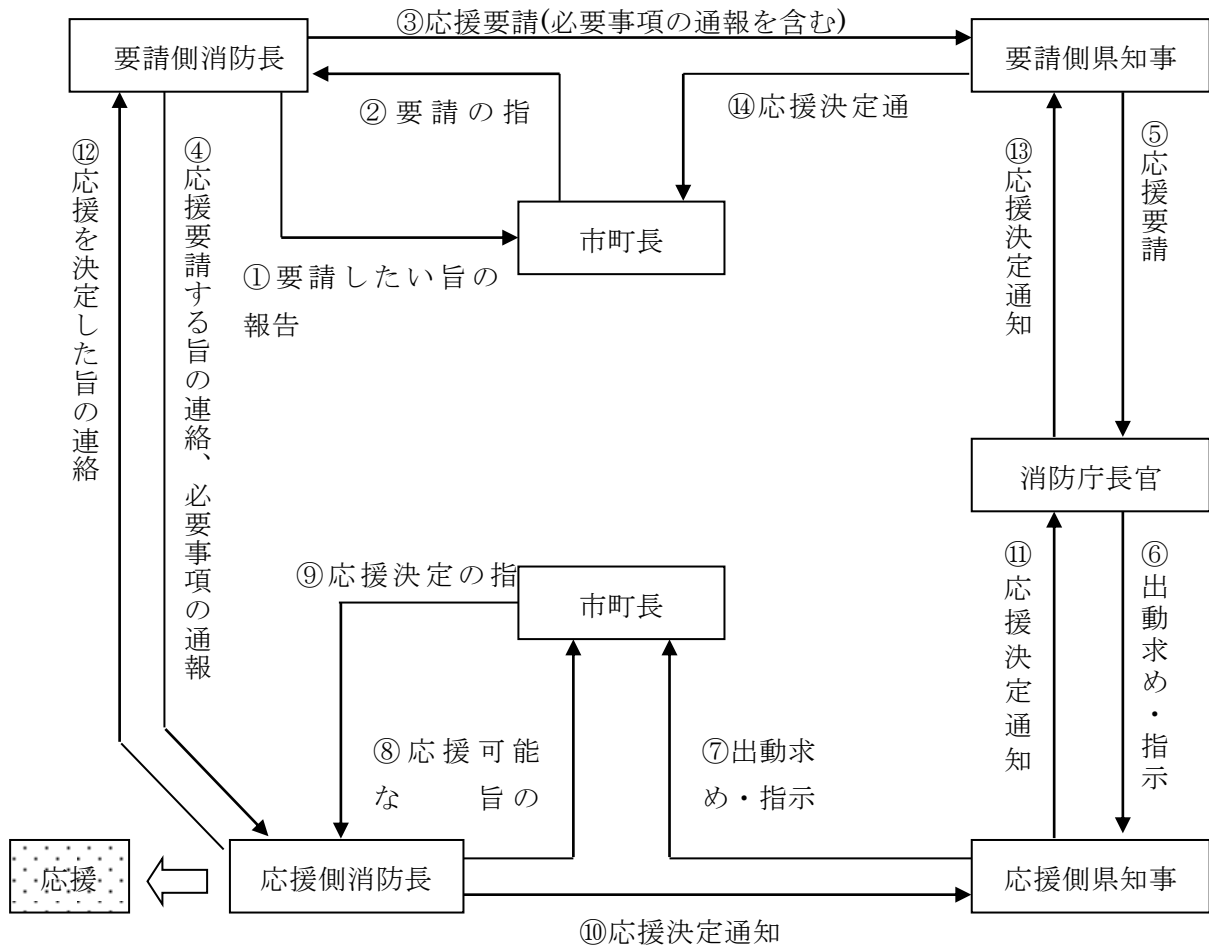 ③応援要請(必要事項の通報を含む)
要請側消防長
要請側県知事
②要請の指
⑭応援決定通
⑫応援を決定した旨の連絡
④応援要請する旨の連絡、必要事項の通報
⑬応援決定通知
⑤応援要請
市町長
①要請したい旨の
報告
消防庁長官
⑨応援決定の指
市町長
⑪応援決定通知
⑥出動求め・指示
⑧応援可能
な旨の
⑦出動求
め・指示
応援
応援側消防長
応援側県知事
⑩応援決定通知